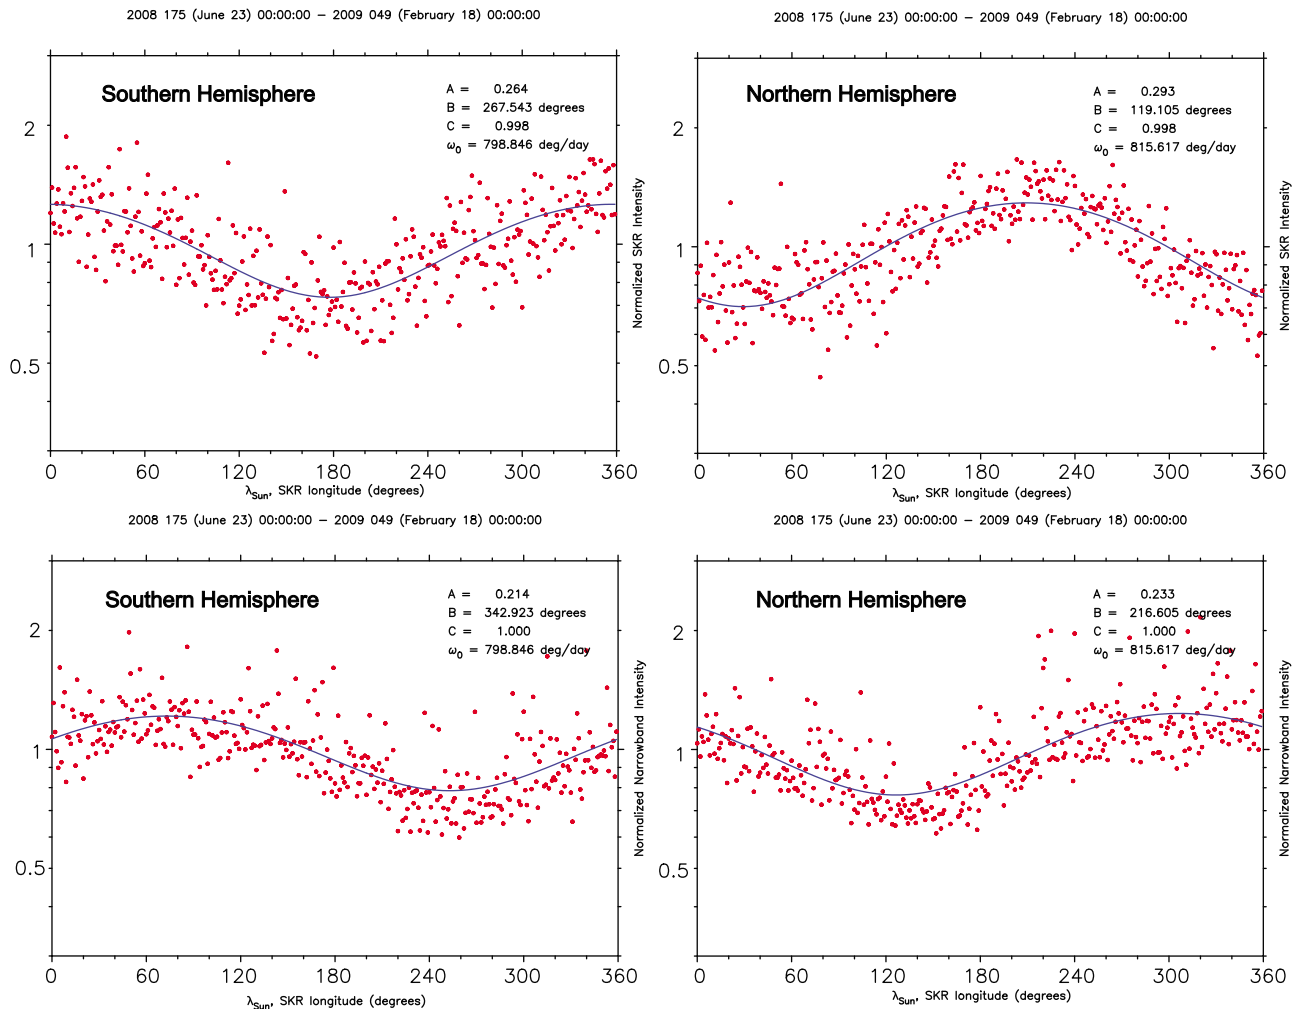 2008 175 (June 23) 00:00:00 − 2009 049 (February 18) 00:00:00
Southern Hemisphere
A = 0.264
B = 267.543 degrees
C = 0.998
ω0 = 798.846 deg/day
2
1
0.5
0 60 120 180 240 300 360
λSun, SKR longitude (degrees)
Normalized SKR Intensity
2008 175 (June 23) 00:00:00 − 2009 049 (February 18) 00:00:00
Northern Hemisphere
A = 0.293
B = 119.105 degrees
C = 0.998
ω0 = 815.617 deg/day
2
1
0.5
0 60 120 180 240 300 360
λSun, SKR longitude (degrees)
Normalized SKR Intensity
2008 175 (June 23) 00:00:00 − 2009 049 (February 18) 00:00:00
Southern Hemisphere
A = 0.214
B = 342.923 degrees
C = 1.000
ω0 = 798.846 deg/day
2
1
0.5
0 60 120 180 240 300 360
λSun, SKR longitude (degrees)
Normalized Narrowband Intensity
2008 175 (June 23) 00:00:00 − 2009 049 (February 18) 00:00:00
Northern Hemisphere
A = 0.233
B = 216.605 degrees
C = 1.000
ω0 = 815.617 deg/day
2
1
0.5
0 60 120 180 240 300 360
λSun, SKR longitude (degrees)
Normalized Narrowband Intensity